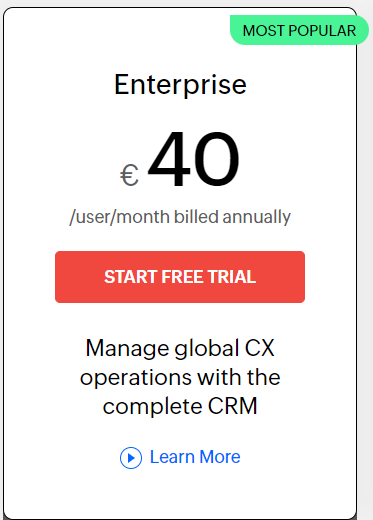 MOST POPULAR
Enterprise
€ 40
/user/month billed annually
START FREE TRIAL
Manage global CX
operations with the
complete CRM
Learn More